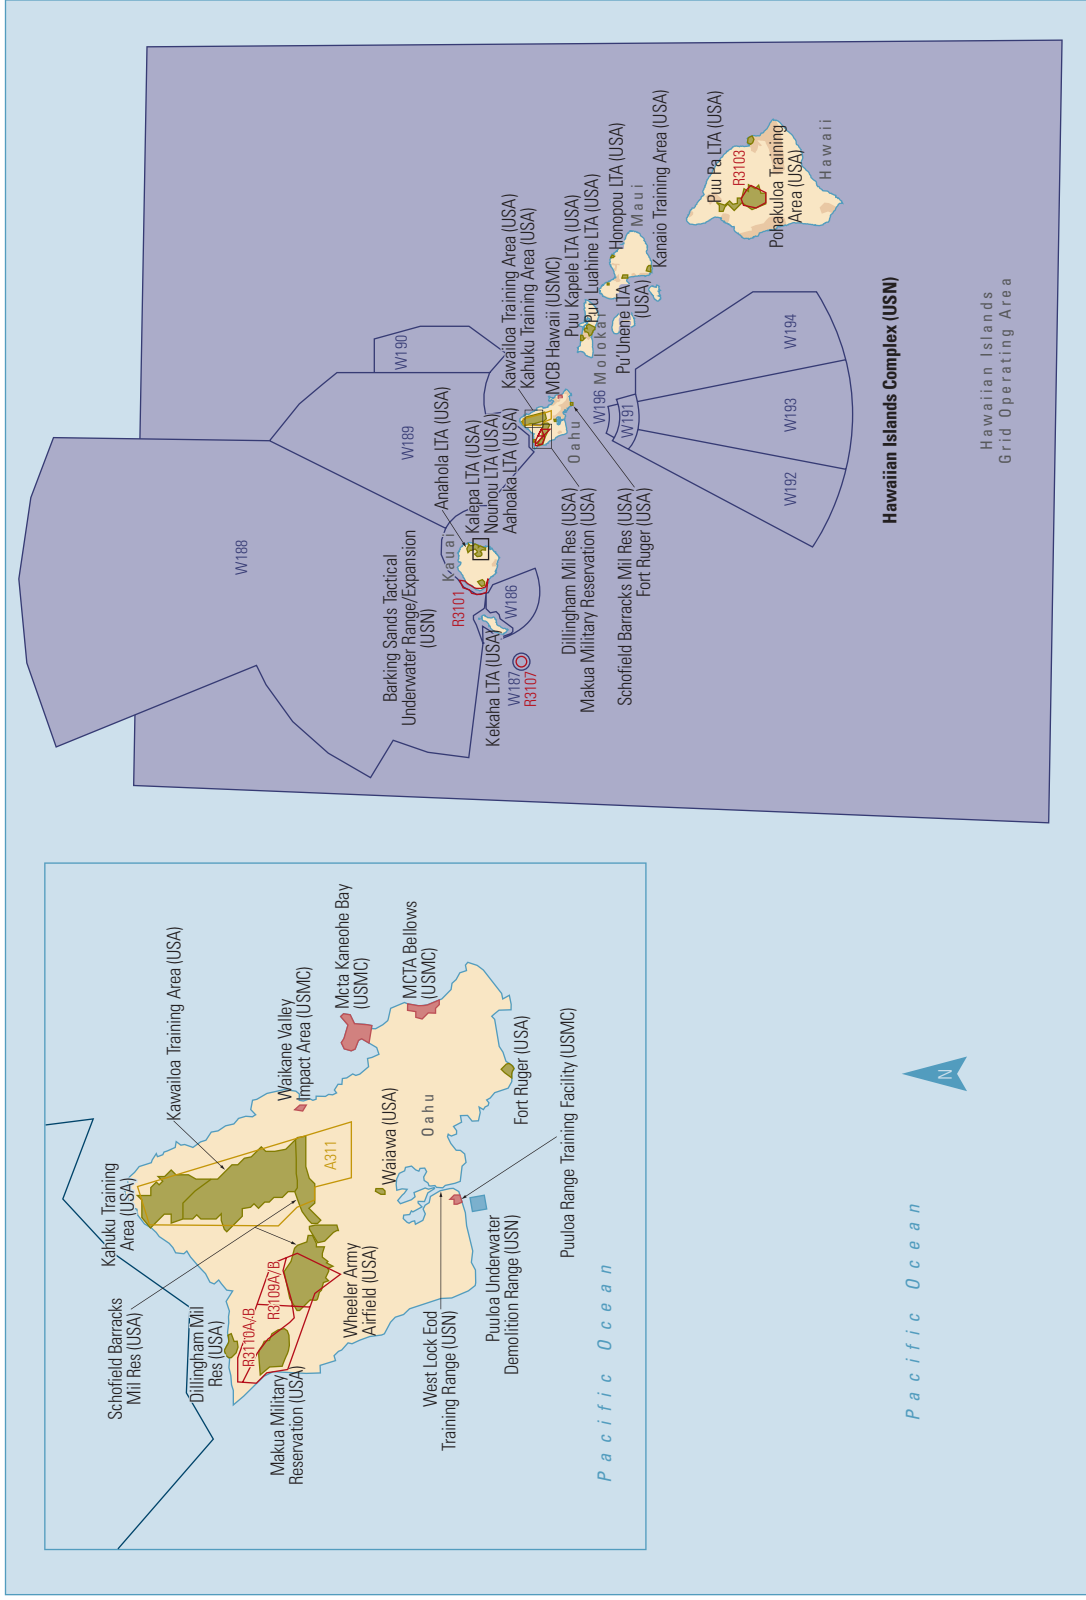 Kahuku Training
Area (USA)
Kawailoa Training Area (USA)
Schofield Barracks
Mil Res (USA)
Dillingham Mil
Res (USA)
R3110A/B
R3109A/B
Makua Military
Reservation (USA)
Wheeler Army
Airfield (USA)
A311
Waikane Valley
Impact Area (USMC)
Mcta Kaneohe Bay
(USMC)
MCTA Bellows
(USMC)
Waiawa (USA)
Oahu
West Lock Eod
Training Range (USN)
Puuloa Underwater
Demolition Range (USN)
Fort Ruger (USA)
Puuloa Range Training Facility (USMC)
Pacific Ocean
W188
W189
W190
Barking Sands Tactical
Underwater Range/Expansion
(USN)
Kauai
Anahola LTA (USA)
Kalepa LTA (USA)
Nounou LTA (USA)
Aahoaka LTA (USA)
R3101
W186
Kekaha LTA (USA)
W187
R3107
Kawailoa Training Area (USA)
Kahuku Training Area (USA)
MCB Hawaii (USMC)
Puu Kapele LTA (USA)
Puu Luahine LTA (USA)
Honopou LTA (USA)
Maui
Kanaio Training Area (USA)
Oahu
Molokai
Pu'Unene LTA
(USA)
Dillingham Mil Res (USA)
Makua Military Reservation (USA)
Schofield Barracks Mil Res (USA)
Fort Ruger (USA)
W196
W191
W192
W193
W194
Puu Pa LTA (USA)
R3103
Pohakuloa Training
Area (USA)
Hawaii
Hawaiian Islands Complex (USN)
Hawaiian Islands
Grid Operating Area
N
Pacific Ocean